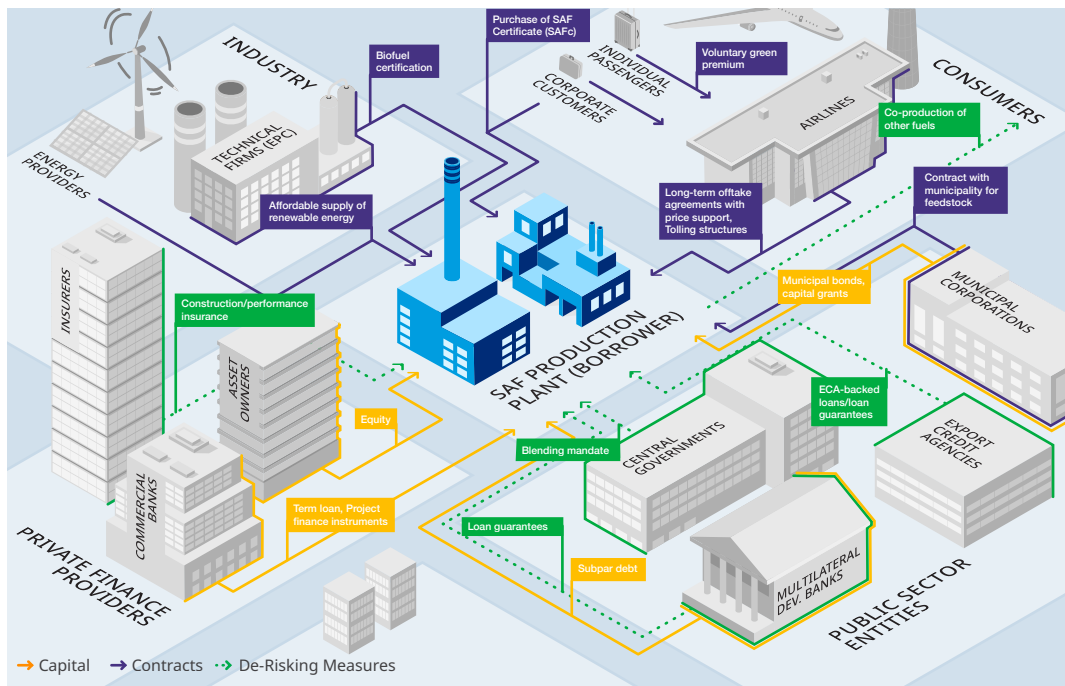 INDUSTRY
Biofuel
certification
Purchase of SAF
Certificate (SAFc)
INDIVIDUAL
PASSENGERS
Voluntary green
premium
CORPORATE
CUSTOMERS
AIRLINES
CONSUMERS
Co-production of
other fuels
ENERGY
PROVIDERS
TECHNICAL
FIRMS (EPC)
Affordable supply of
renewable energy
Long-term offtake
agreements with
price support,
Tolling structures
Contract with
municipality for
feedstock
INSURERS
Construction/performance
insurance
ASSET
OWNERS
SAF PRODUCTION
PLANT (BORROWER)
Municipal bonds,
capital grants
MUNICIPAL
CORPORATIONS
Equity
ECA-backed
loans/loan
guarantees
Blending mandate
CENTRAL
GOVERNMENTS
EXPORT
CREDIT
AGENCIES
COMMERCIAL
BANKS
Term loan, Project
finance instruments
Loan guarantees
Subpar debt
MULTILATERAL
DEV. BANKS
PRIVATE FINANCE
PROVIDERS
PUBLIC SECTOR
ENTITIES
Capital
Contracts
De-Risking Measures